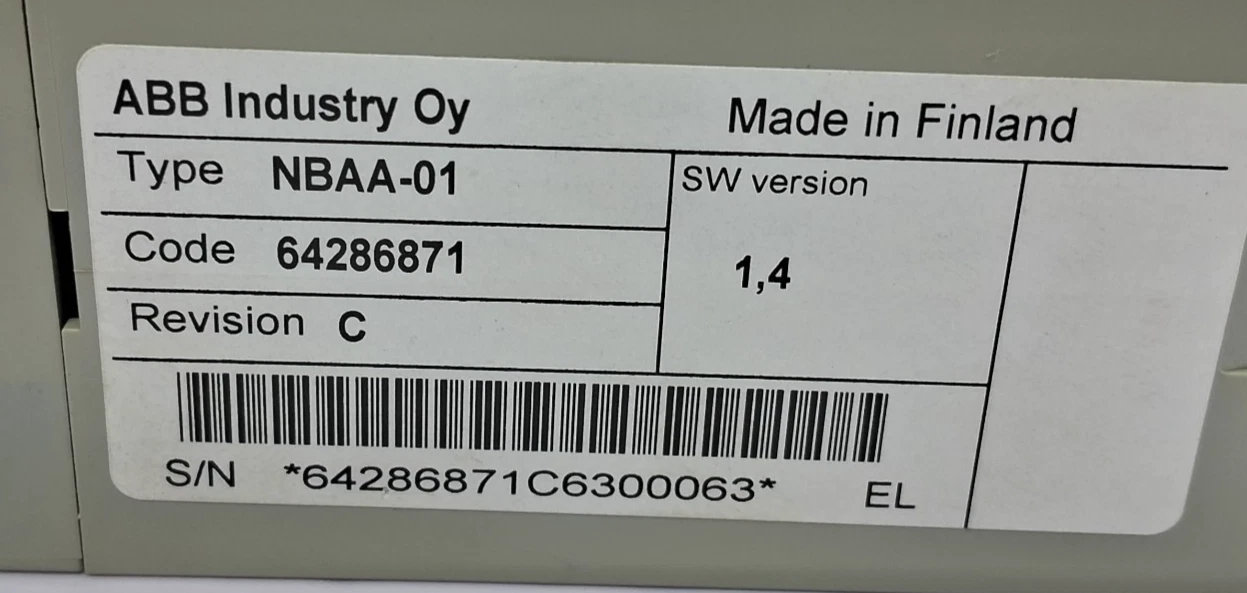 ABB Industry Oy Made in Finland
Type NBAA-01 SW version
Code 64286871 1,4
Revision C
S/N *64286871C6300063* EL